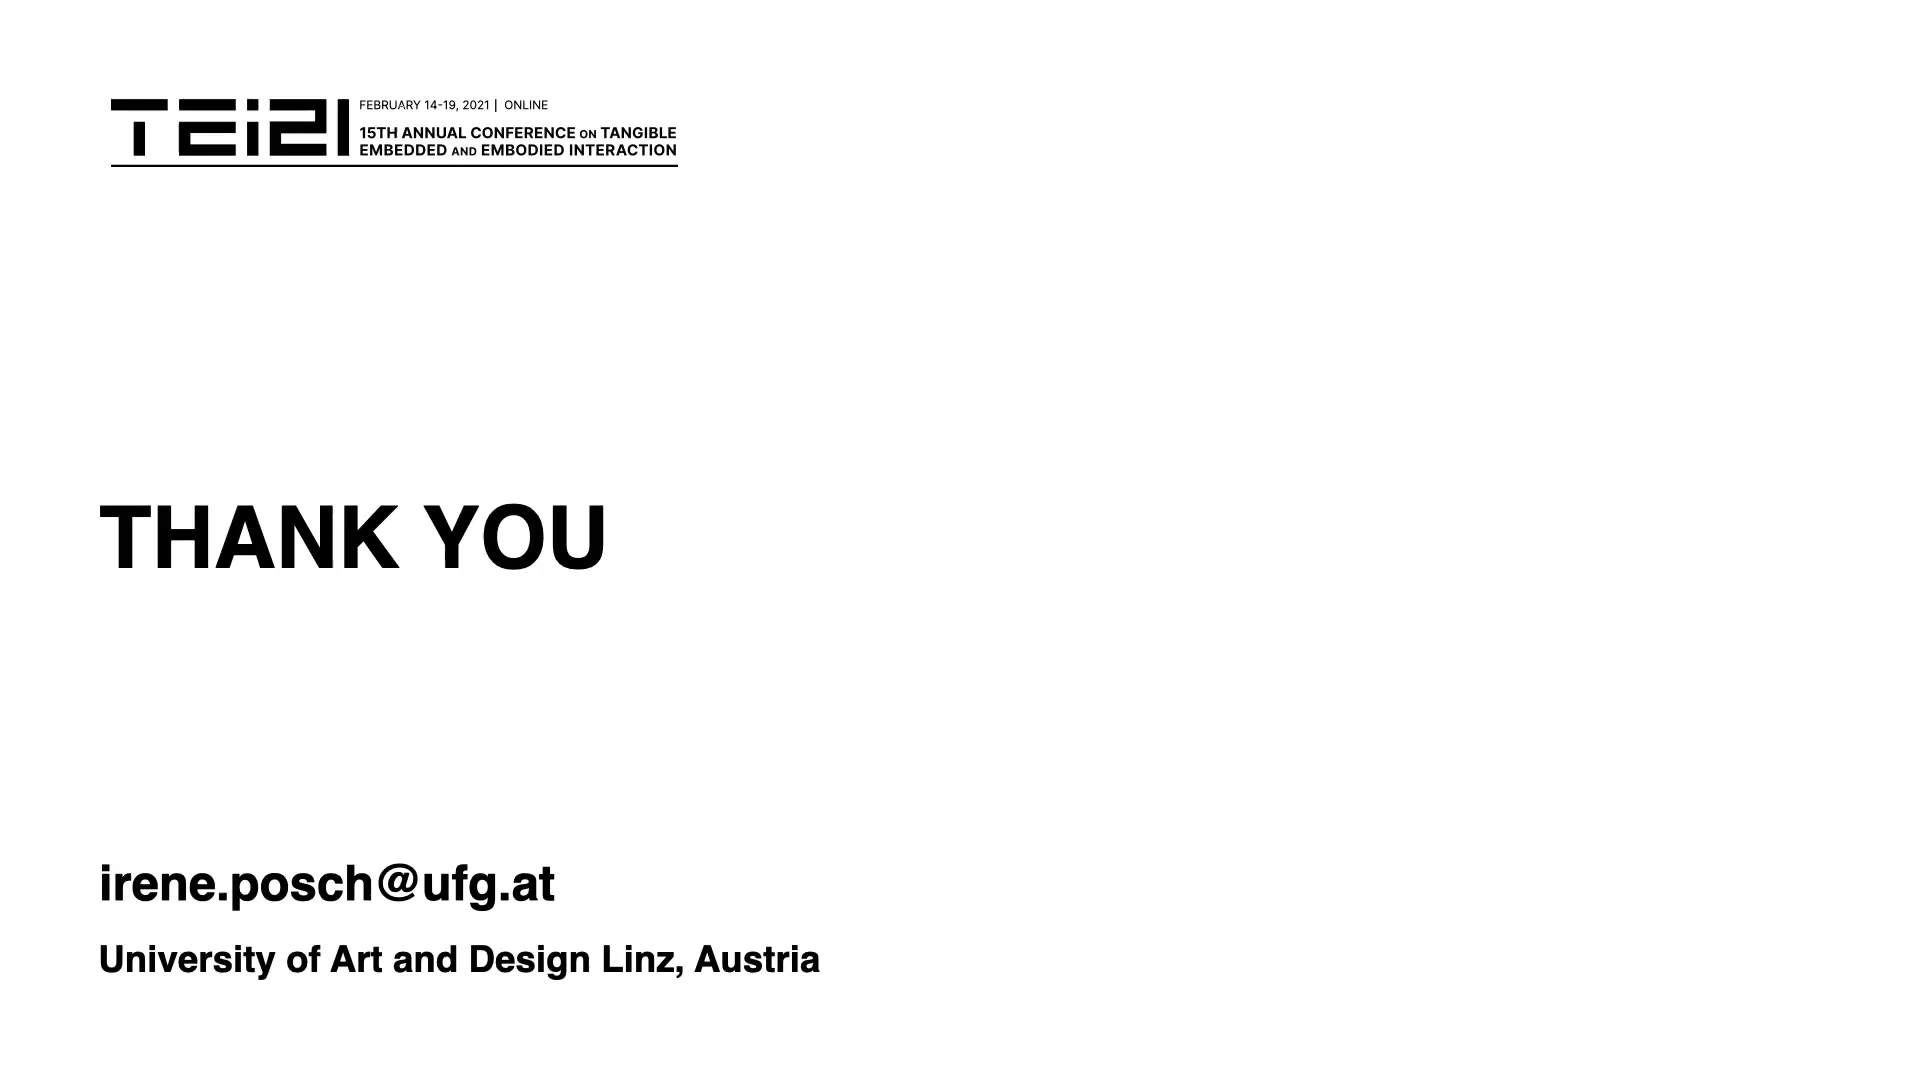 TEi21
FEBRUARY 14-19, 2021 | ONLINE
15TH ANNUAL CONFERENCE ON TANGIBLE
EMBEDDED AND EMBODIED INTERACTION
THANK YOU
irene.posch@ufg.at
University of Art and Design Linz, Austria